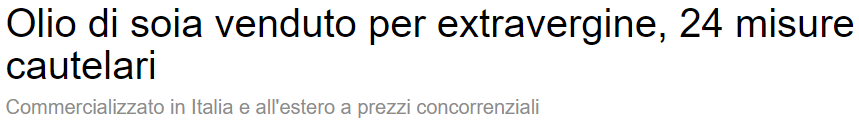 Olio di soia venduto per extravergine, 24 misure
cautelari
Commercializzato in Italia e all'estero a prezzi concorrenziali